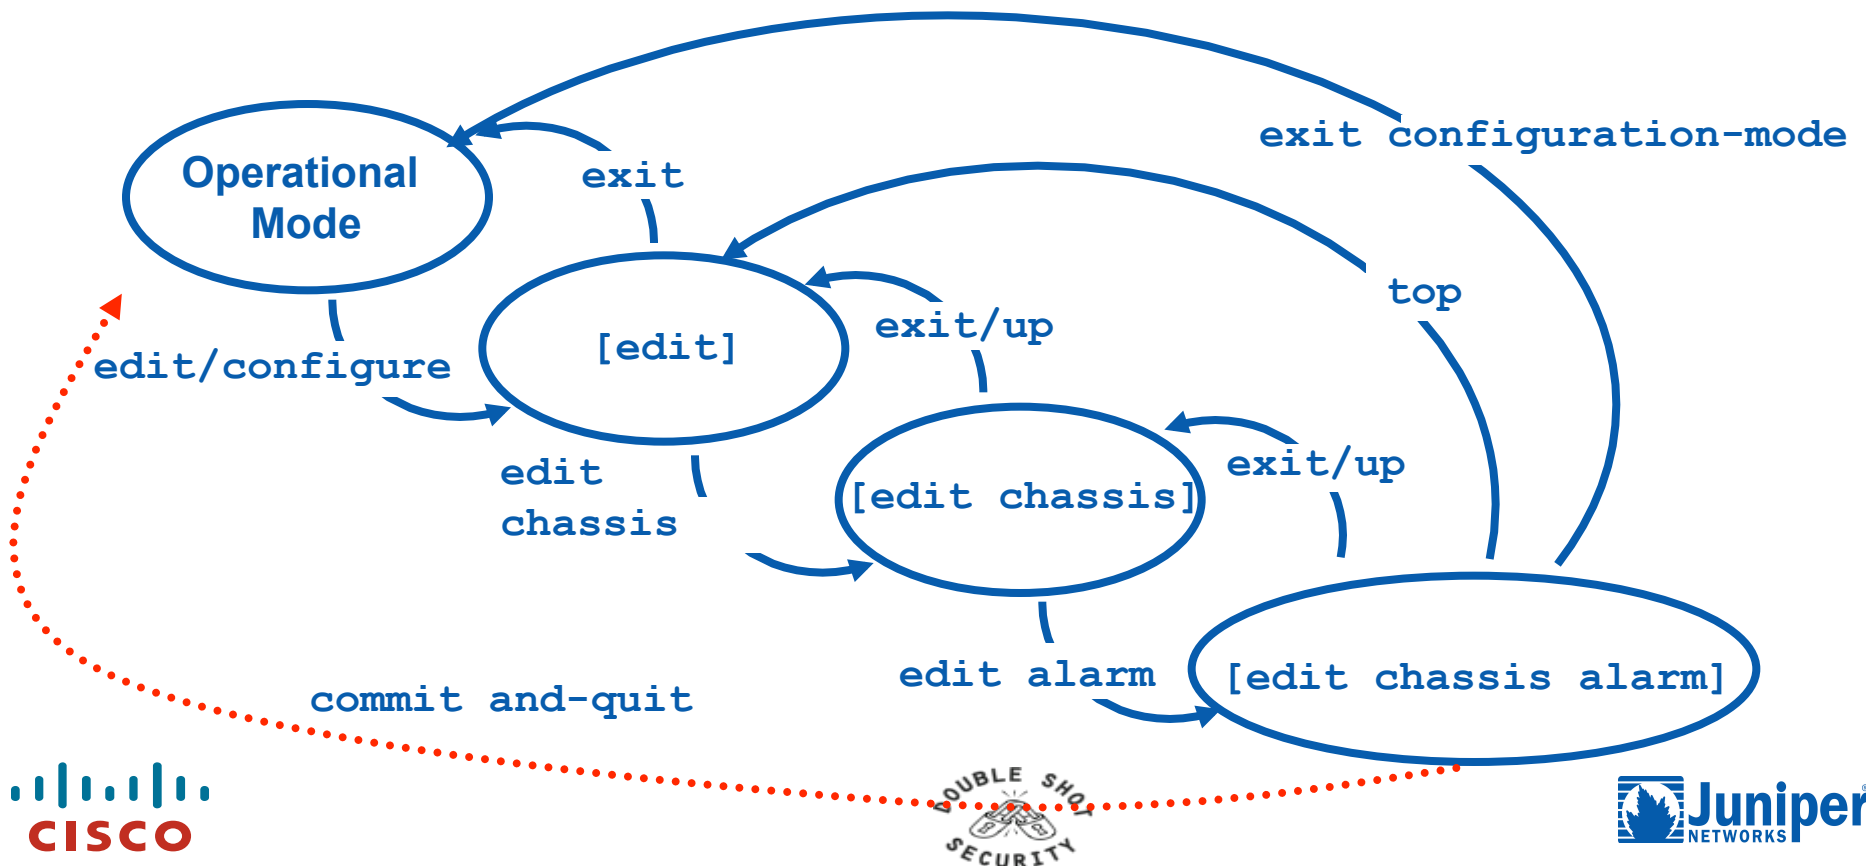 exit configuration-mode
Operational
Mode
exit
top
exit/up
[edit]
edit/configure
exit/up
edit
chassis
[edit chassis]
edit alarm
[edit chassis alarm]
commit and-quit
CISCO
DOUBLE SHOT
SECURITY
Juniper
NETWORKS